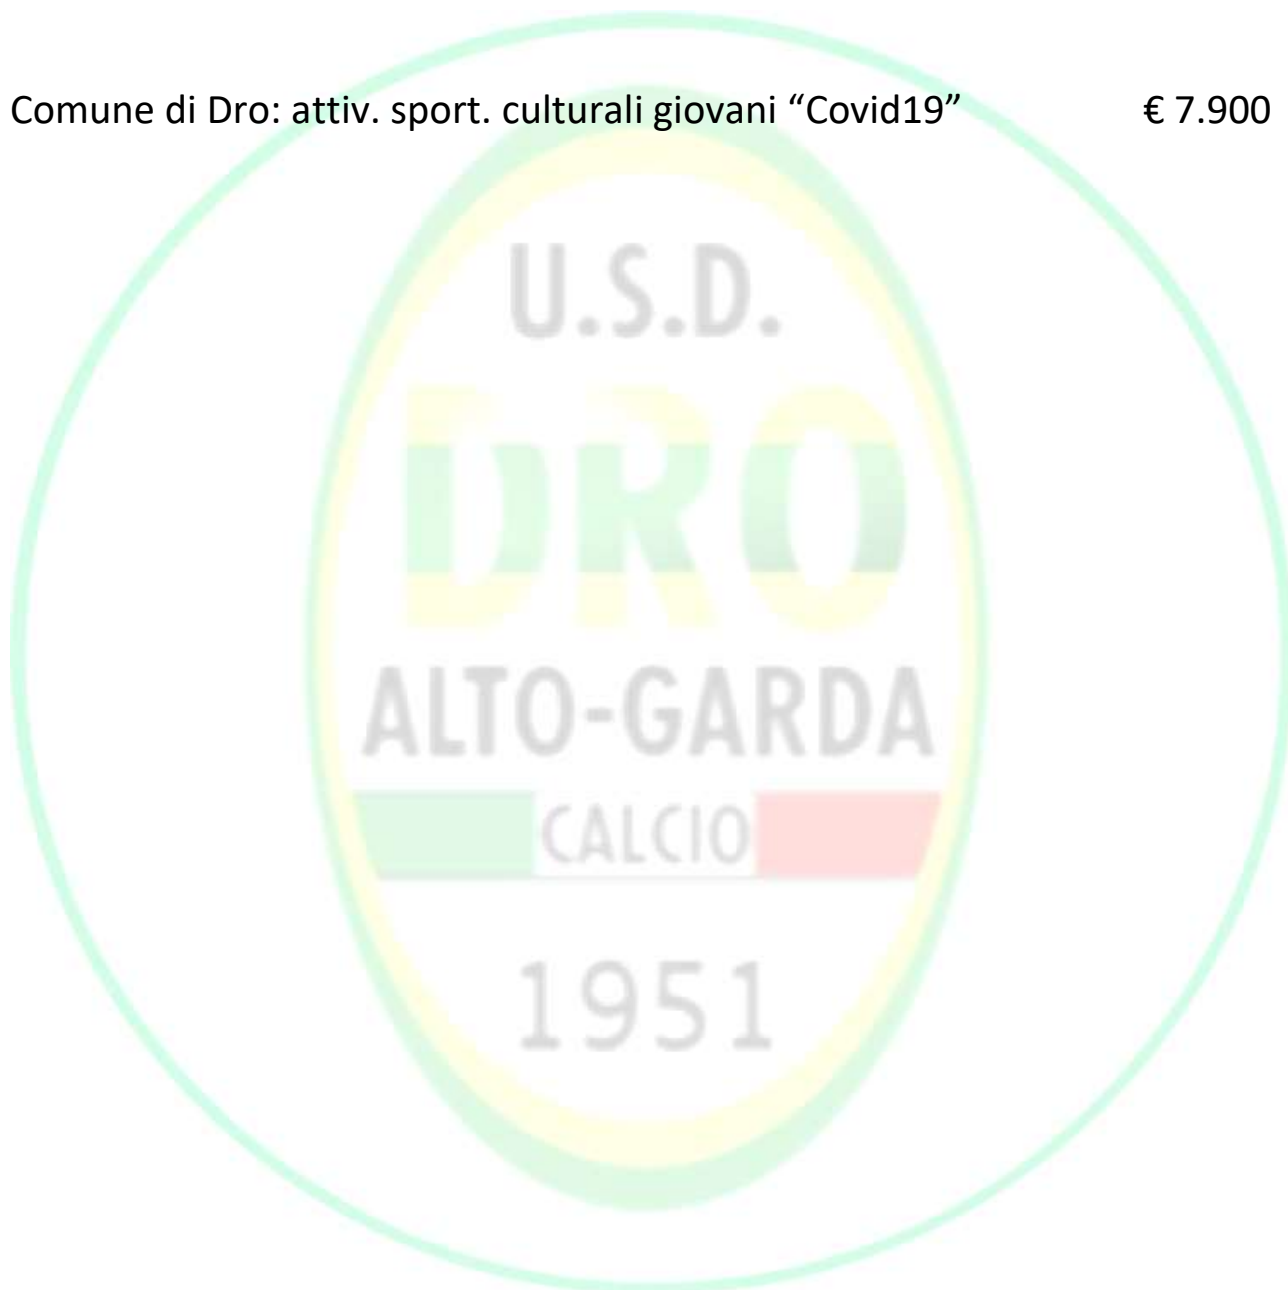 Comune di Dro: attiv. sport. culturali giovani “Covid19” € 7.900
U.S.D.
DRO
ALTO-GARDA
CALCIO
1951